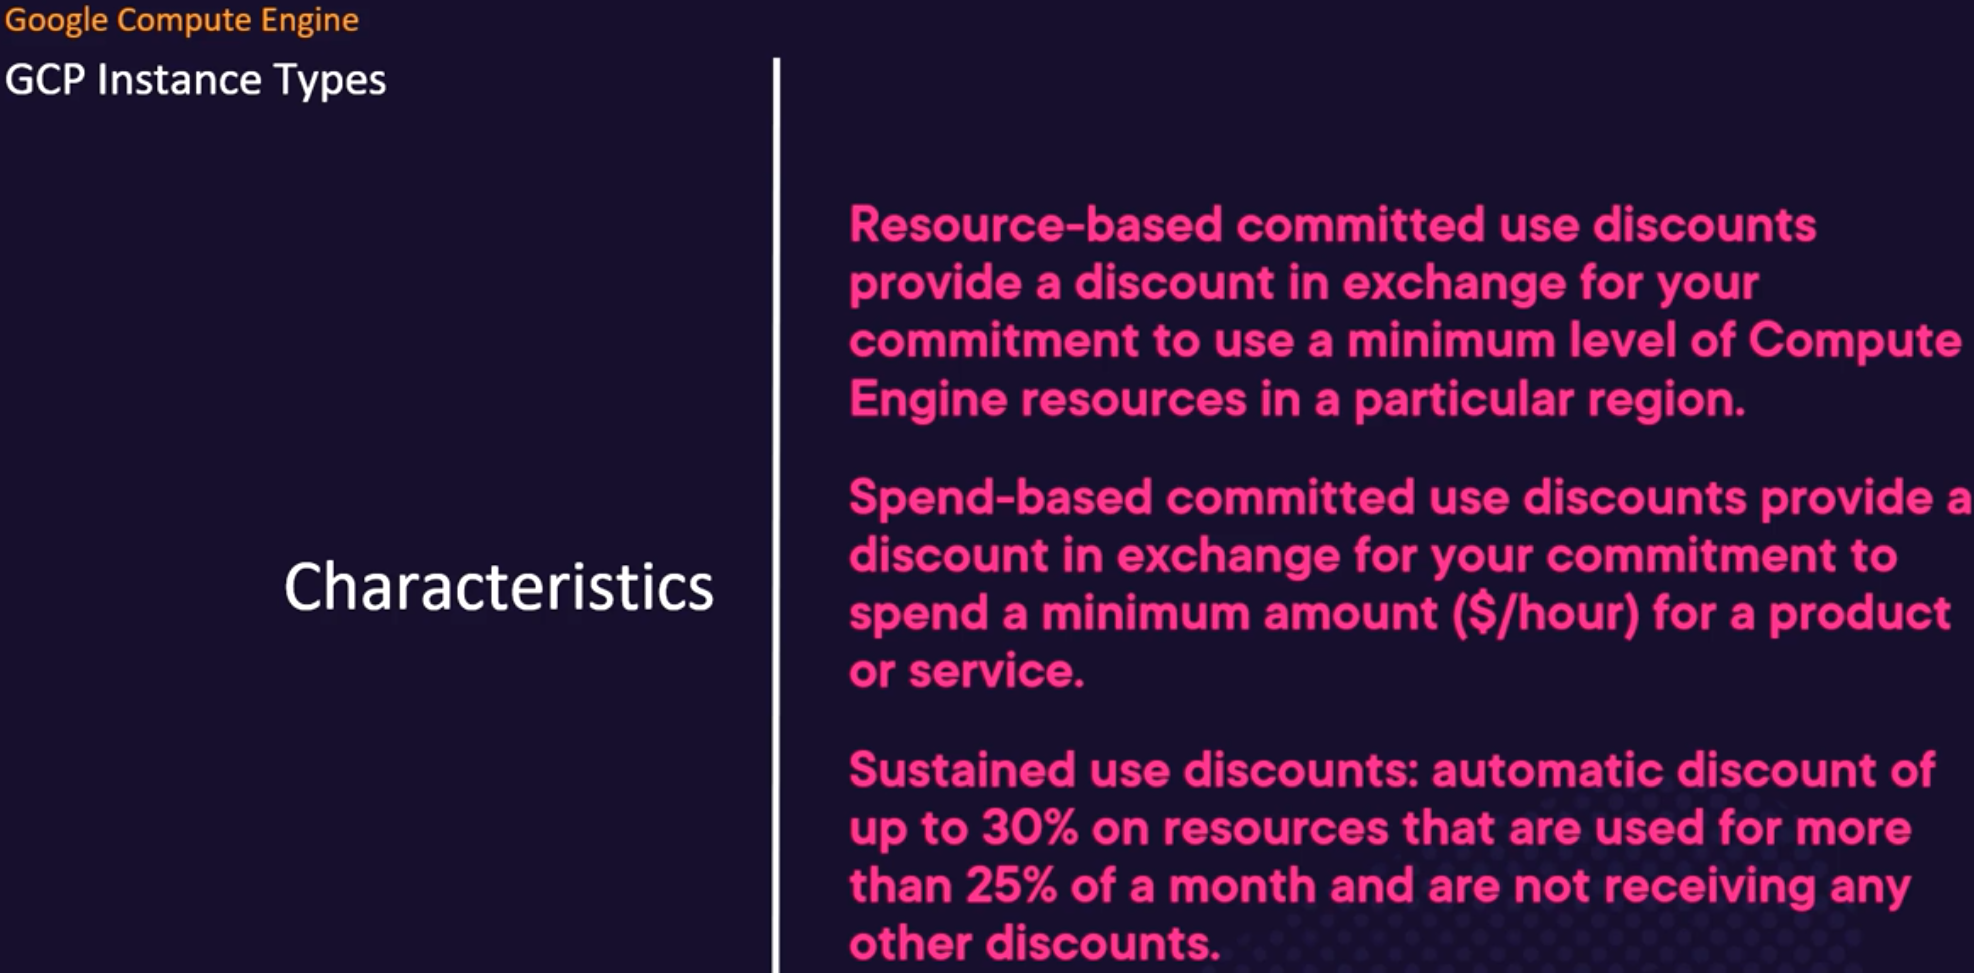 Google Compute Engine
GCP Instance Types
Characteristics
Resource-based committed use discounts
provide a discount in exchange for your
commitment to use a minimum level of Compute
Engine resources in a particular region.
Spend-based committed use discounts provide a
discount in exchange for your commitment to
spend a minimum amount ($/hour) for a product
or service.
Sustained use discounts: automatic discount of
up to 30% on resources that are used for more
than 25% of a month and are not receiving any
other discounts.